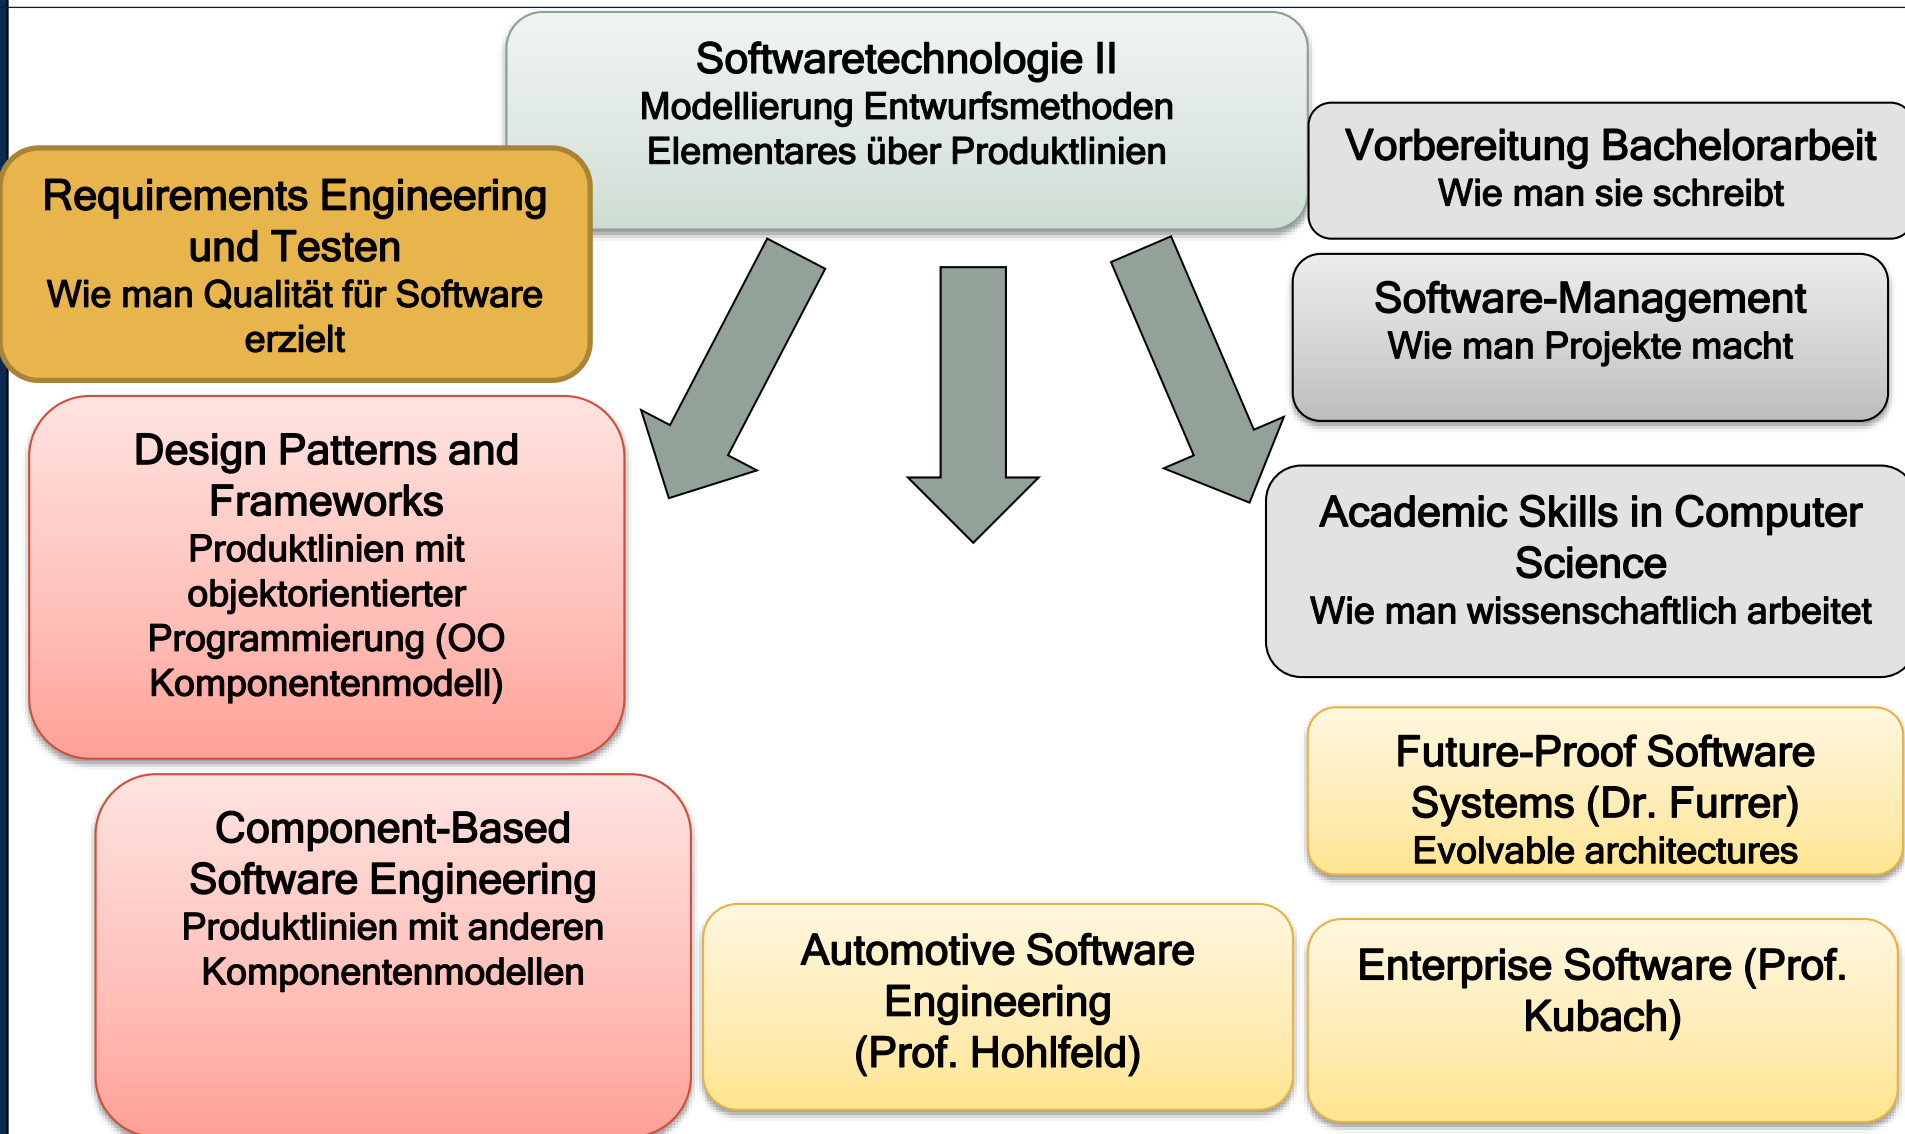 Softwaretechnologie II
Modellierung Entwurfsmethoden
Elementares über Produktlinien
Vorbereitung Bachelorarbeit
Wie man sie schreibt
Requirements Engineering
und Testen
Wie man Qualität für Software
erzielt
Software-Management
Wie man Projekte macht
Design Patterns and
Frameworks
Produktlinien mit
objektorientierter
Programmierung (OO
Komponentenmodell)
Academic Skills in Computer
Science
Wie man wissenschaftlich arbeitet
Future-Proof Software
Systems (Dr. Furrer)
Evolvable architectures
Component-Based
Software Engineering
Produktlinien mit anderen
Komponentenmodellen
Automotive Software
Engineering
(Prof. Hohlfeld)
Enterprise Software (Prof.
Kubach)